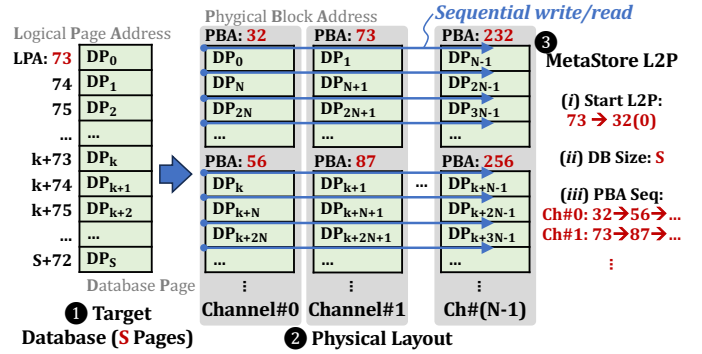 Logical Page Address
LPA: 73
DP0
74
DP1
75
DP2
...
...
k+73
DPk
k+74
DPk+1
k+75
DPk+2
...
...
S+72
DPS
Database Page
❶ Target
Database (S Pages)
Phygical Block Address
Sequential write/read
PBA: 32
PBA: 73
PBA: 232
DP0
DP1
DPN-1
DPN
DPN+1
DP2N-1
DP2N
DP2N+1
DP3N-1
...
...
...
PBA: 56
PBA: 87
PBA: 256
DPk
DPk+1
...
DPk+N-1
DPk+N
DPk+N+1
DPk+2N-1
DPk+2N
DPk+2N+1
DPk+3N-1
...
...
...
⋮
⋮
⋮
Channel#0
Channel#1
Ch#(N-1)
❷ Physical Layout
❸
MetaStore L2P
(i) Start L2P:
73 → 32(0)
(ii) DB Size: S
(iii) PBA Seq:
Ch#0: 32→56→...
Ch#1: 73→87→...
⋮